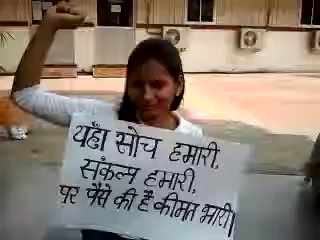 यहाँ सोच हमारी,
संकल्प हमारी,
पर पैसे की है कीमत भारी।